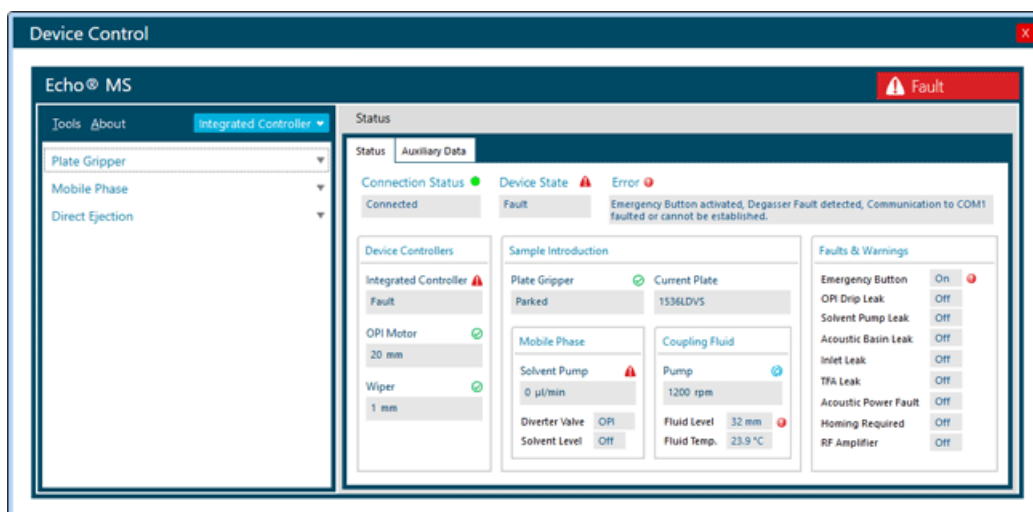 Device Control
X
Echo® MS
Fault
Tools About
Integrated Controller
Plate Gripper
Mobile Phase
Direct Ejection
Status
Status
Auxiliary Data
Connection Status
Connected
Device State
Fault
Error
Emergency Button activated, Degasser Fault detected, Communication to COM1
faulted or cannot be established.
Device Controllers
Integrated Controller
Fault
OPI Motor
20 mm
Wiper
1 mm
Sample Introduction
Plate Gripper
Parked
Current Plate
1536LDVS
Mobile Phase
Solvent Pump
0 µl/min
Diverter Valve OPI
Solvent Level Off
Coupling Fluid
Pump
1200 rpm
Fluid Level 32 mm
Fluid Temp. 23.9 °C
Faults & Warnings
Emergency Button On
OPI Drip Leak Off
Solvent Pump Leak Off
Acoustic Basin Leak Off
Inlet Leak Off
TFA Leak Off
Acoustic Power Fault Off
Homing Required Off
RF Amplifier Off